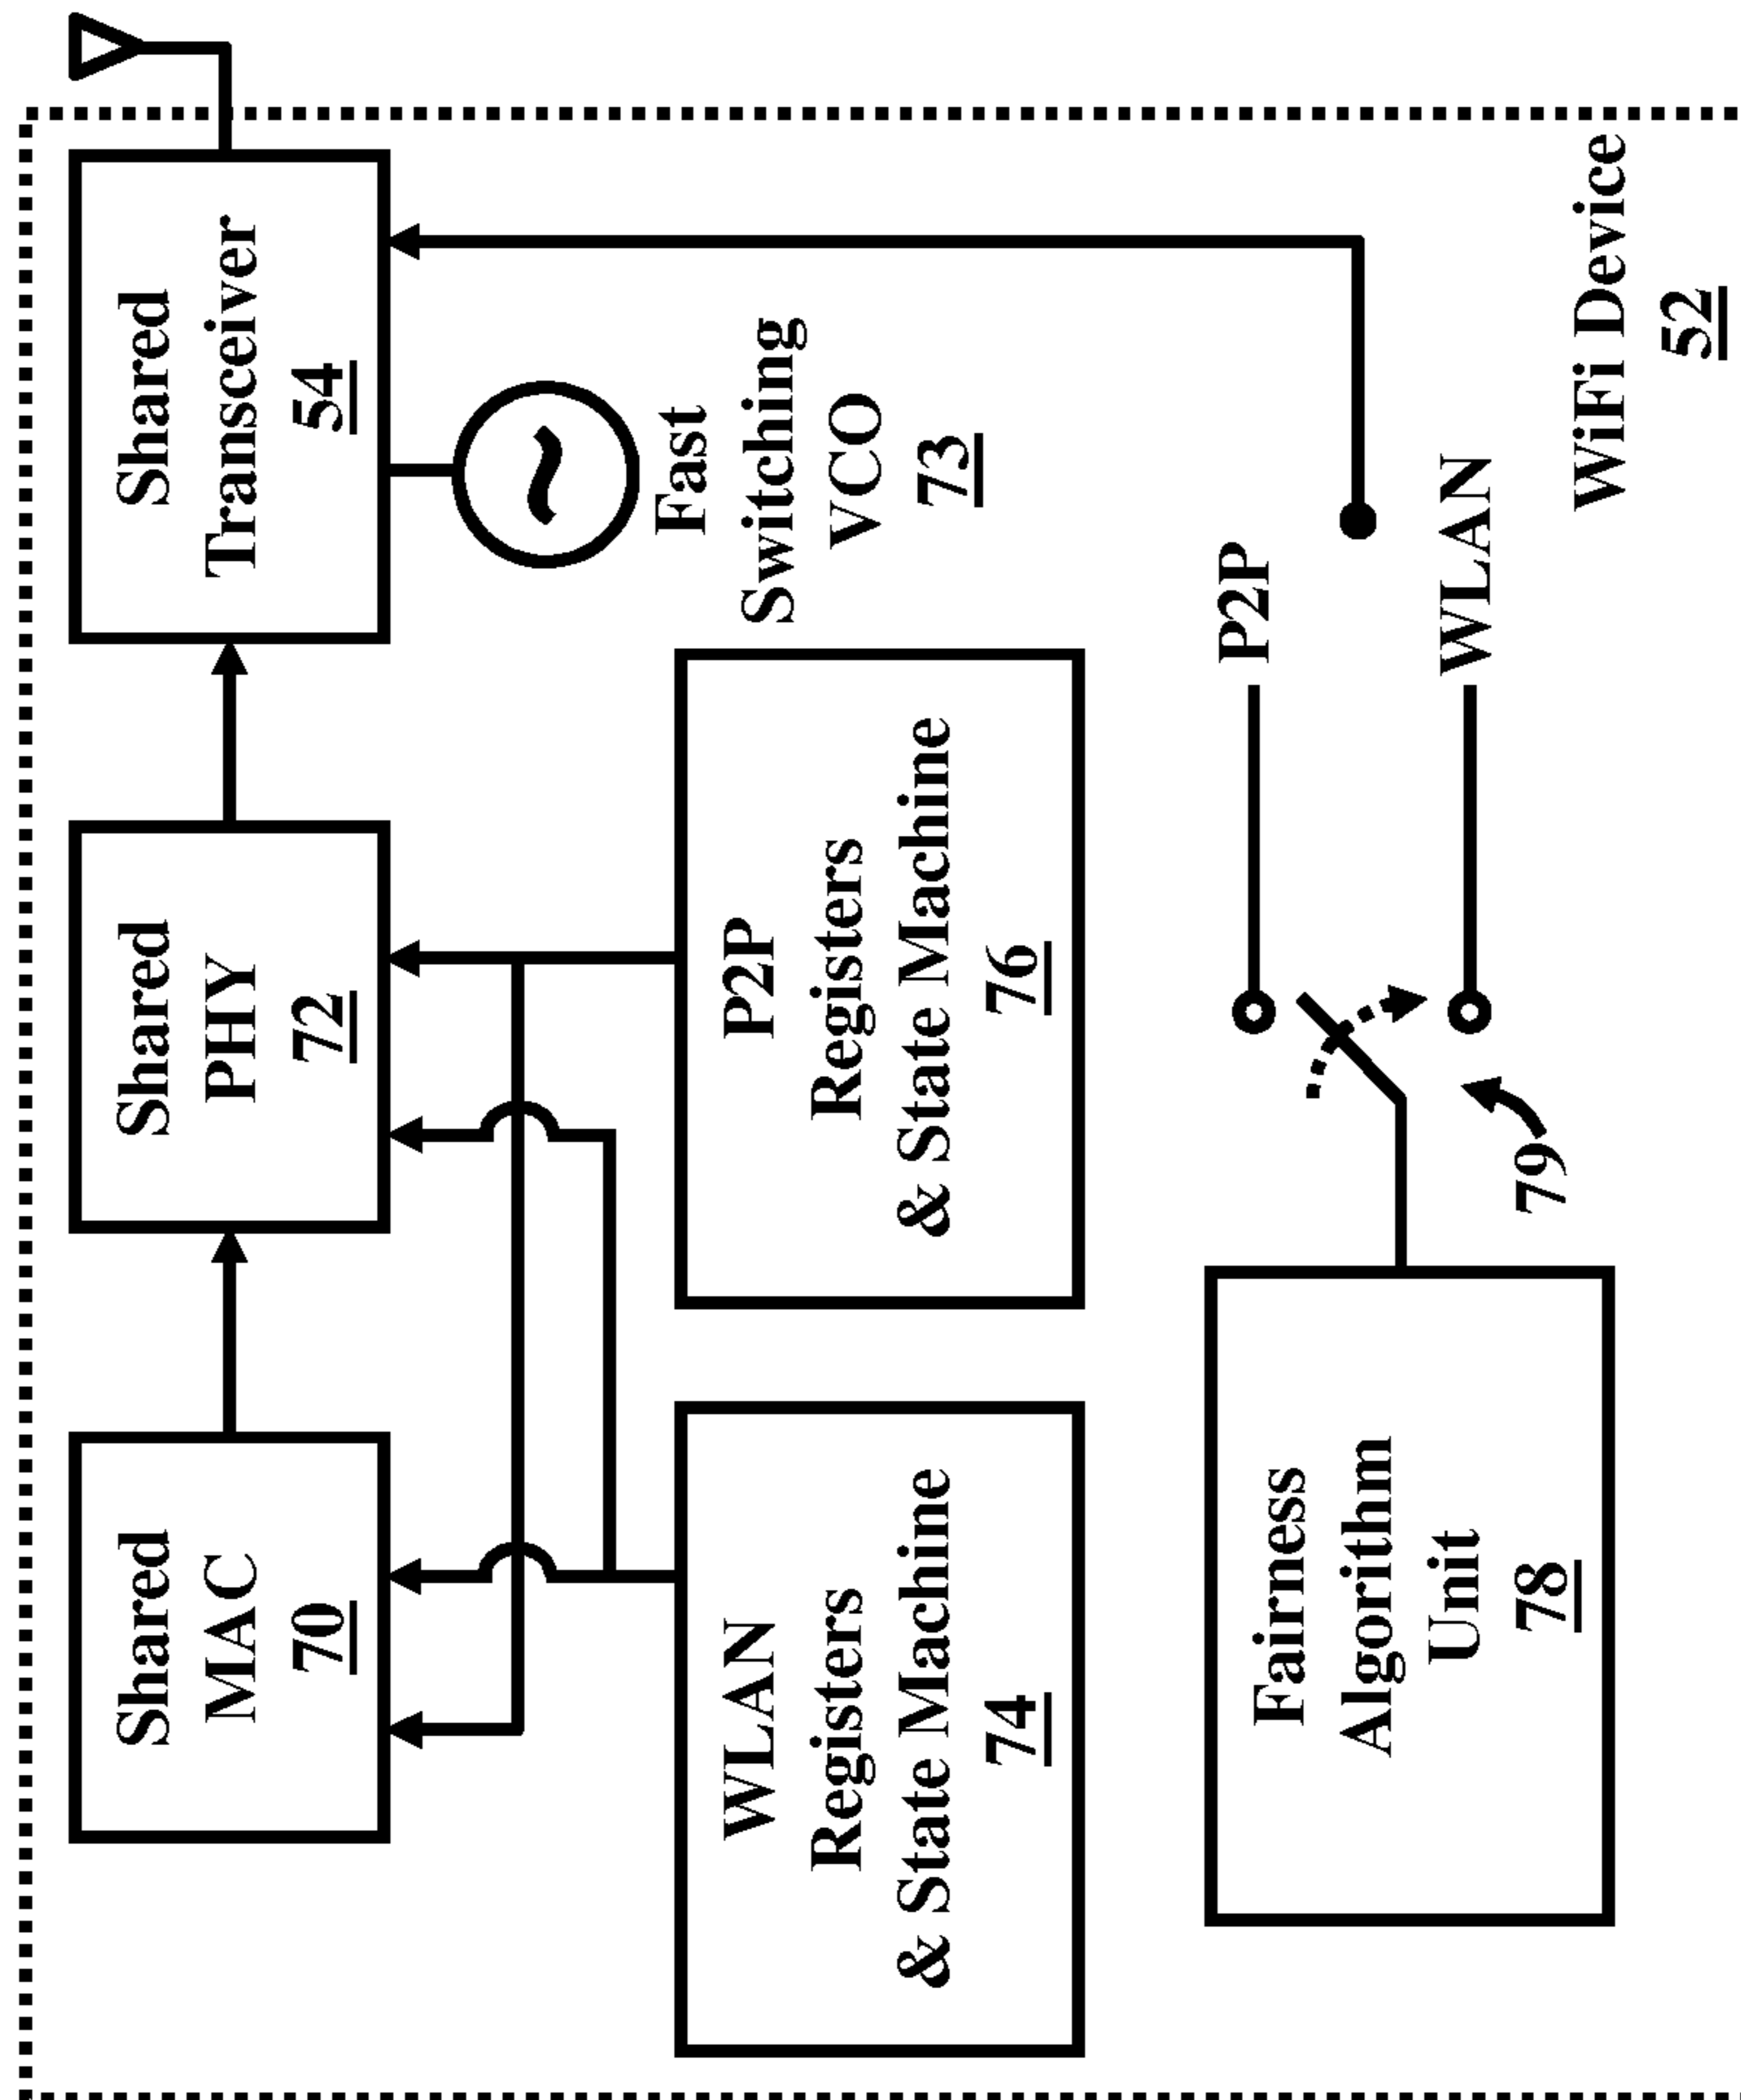 Shared
MAC
70
Shared
PHY
72
Shared
Transceiver
54
Fast
Switching
VCO
73
WLAN
Registers
& State Machine
74
P2P
Registers
& State Machine
76
Fairness
Algorithm
Unit
78
79
P2P
WLAN
WiFi Device
52